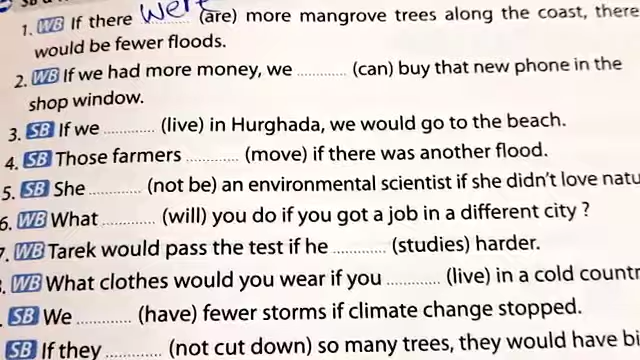 1. WB If there were (are) more mangrove trees along the coast, there
would be fewer floods.
2. WB If we had more money, we ............ (can) buy that new phone in the
shop window.
3. SB If we ............ (live) in Hurghada, we would go to the beach.
4. SB Those farmers ............ (move) if there was another flood.
5. SB She ............ (not be) an environmental scientist if she didn't love natu
6. WB What ............ (will) you do if you got a job in a different city ?
7. WB Tarek would pass the test if he ............ (studies) harder.
. WB What clothes would you wear if you ............ (live) in a cold countr
. SB We ............ (have) fewer storms if climate change stopped.
SB If they ............ (not cut down) so many trees, they would have bi